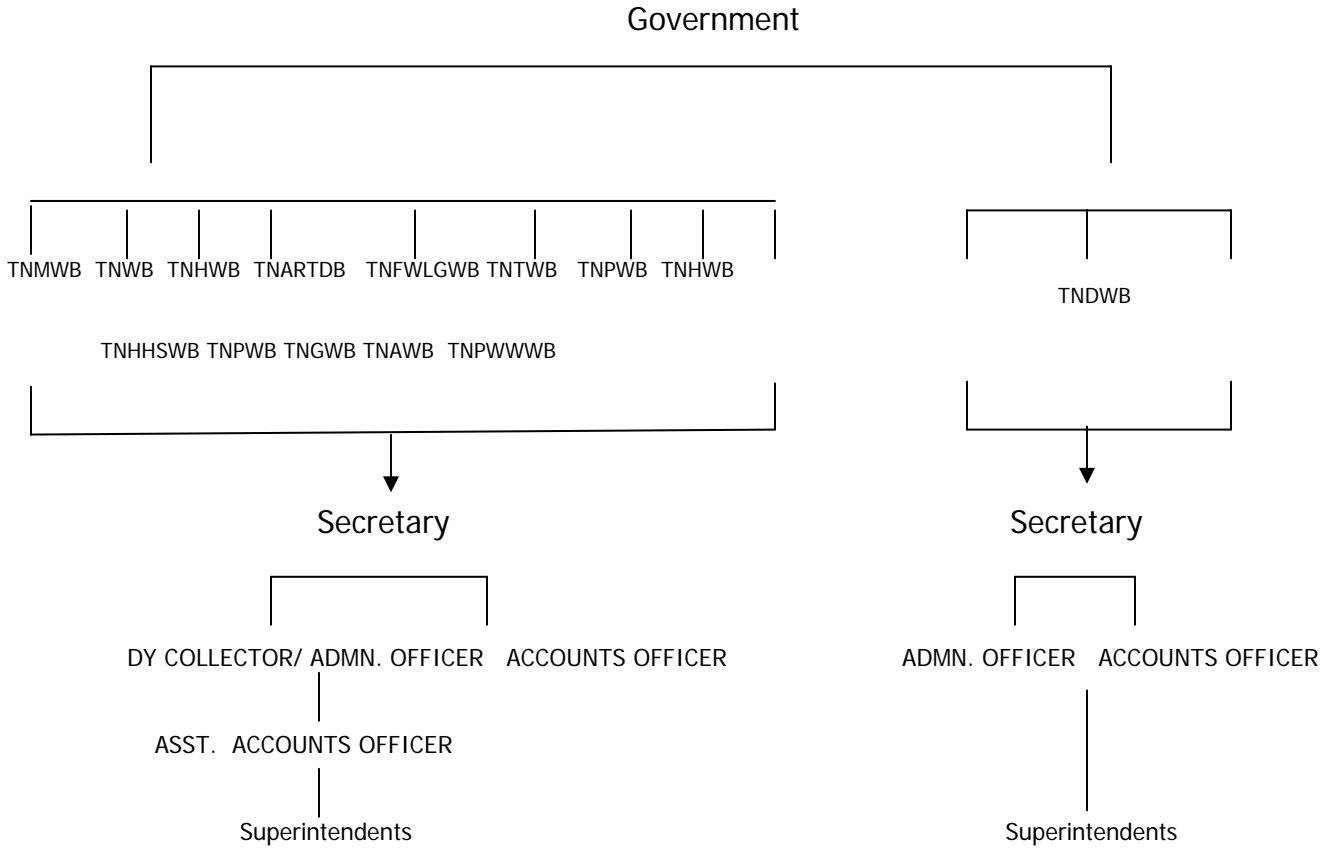 Government
TNMWB TNWB TNHWB TNARTDB TNFWLGWB TNTWB TNPWB TNHWB
TNDWB
TNHHSWB TNPWB TNGWB TNAWB TNPWWWB
Secretary Secretary
DY COLLECTOR/ ADMN. OFFICER ACCOUNTS OFFICER ADMN. OFFICER ACCOUNTS OFFICER
ASST. ACCOUNTS OFFICER
Superintendents Superintendents